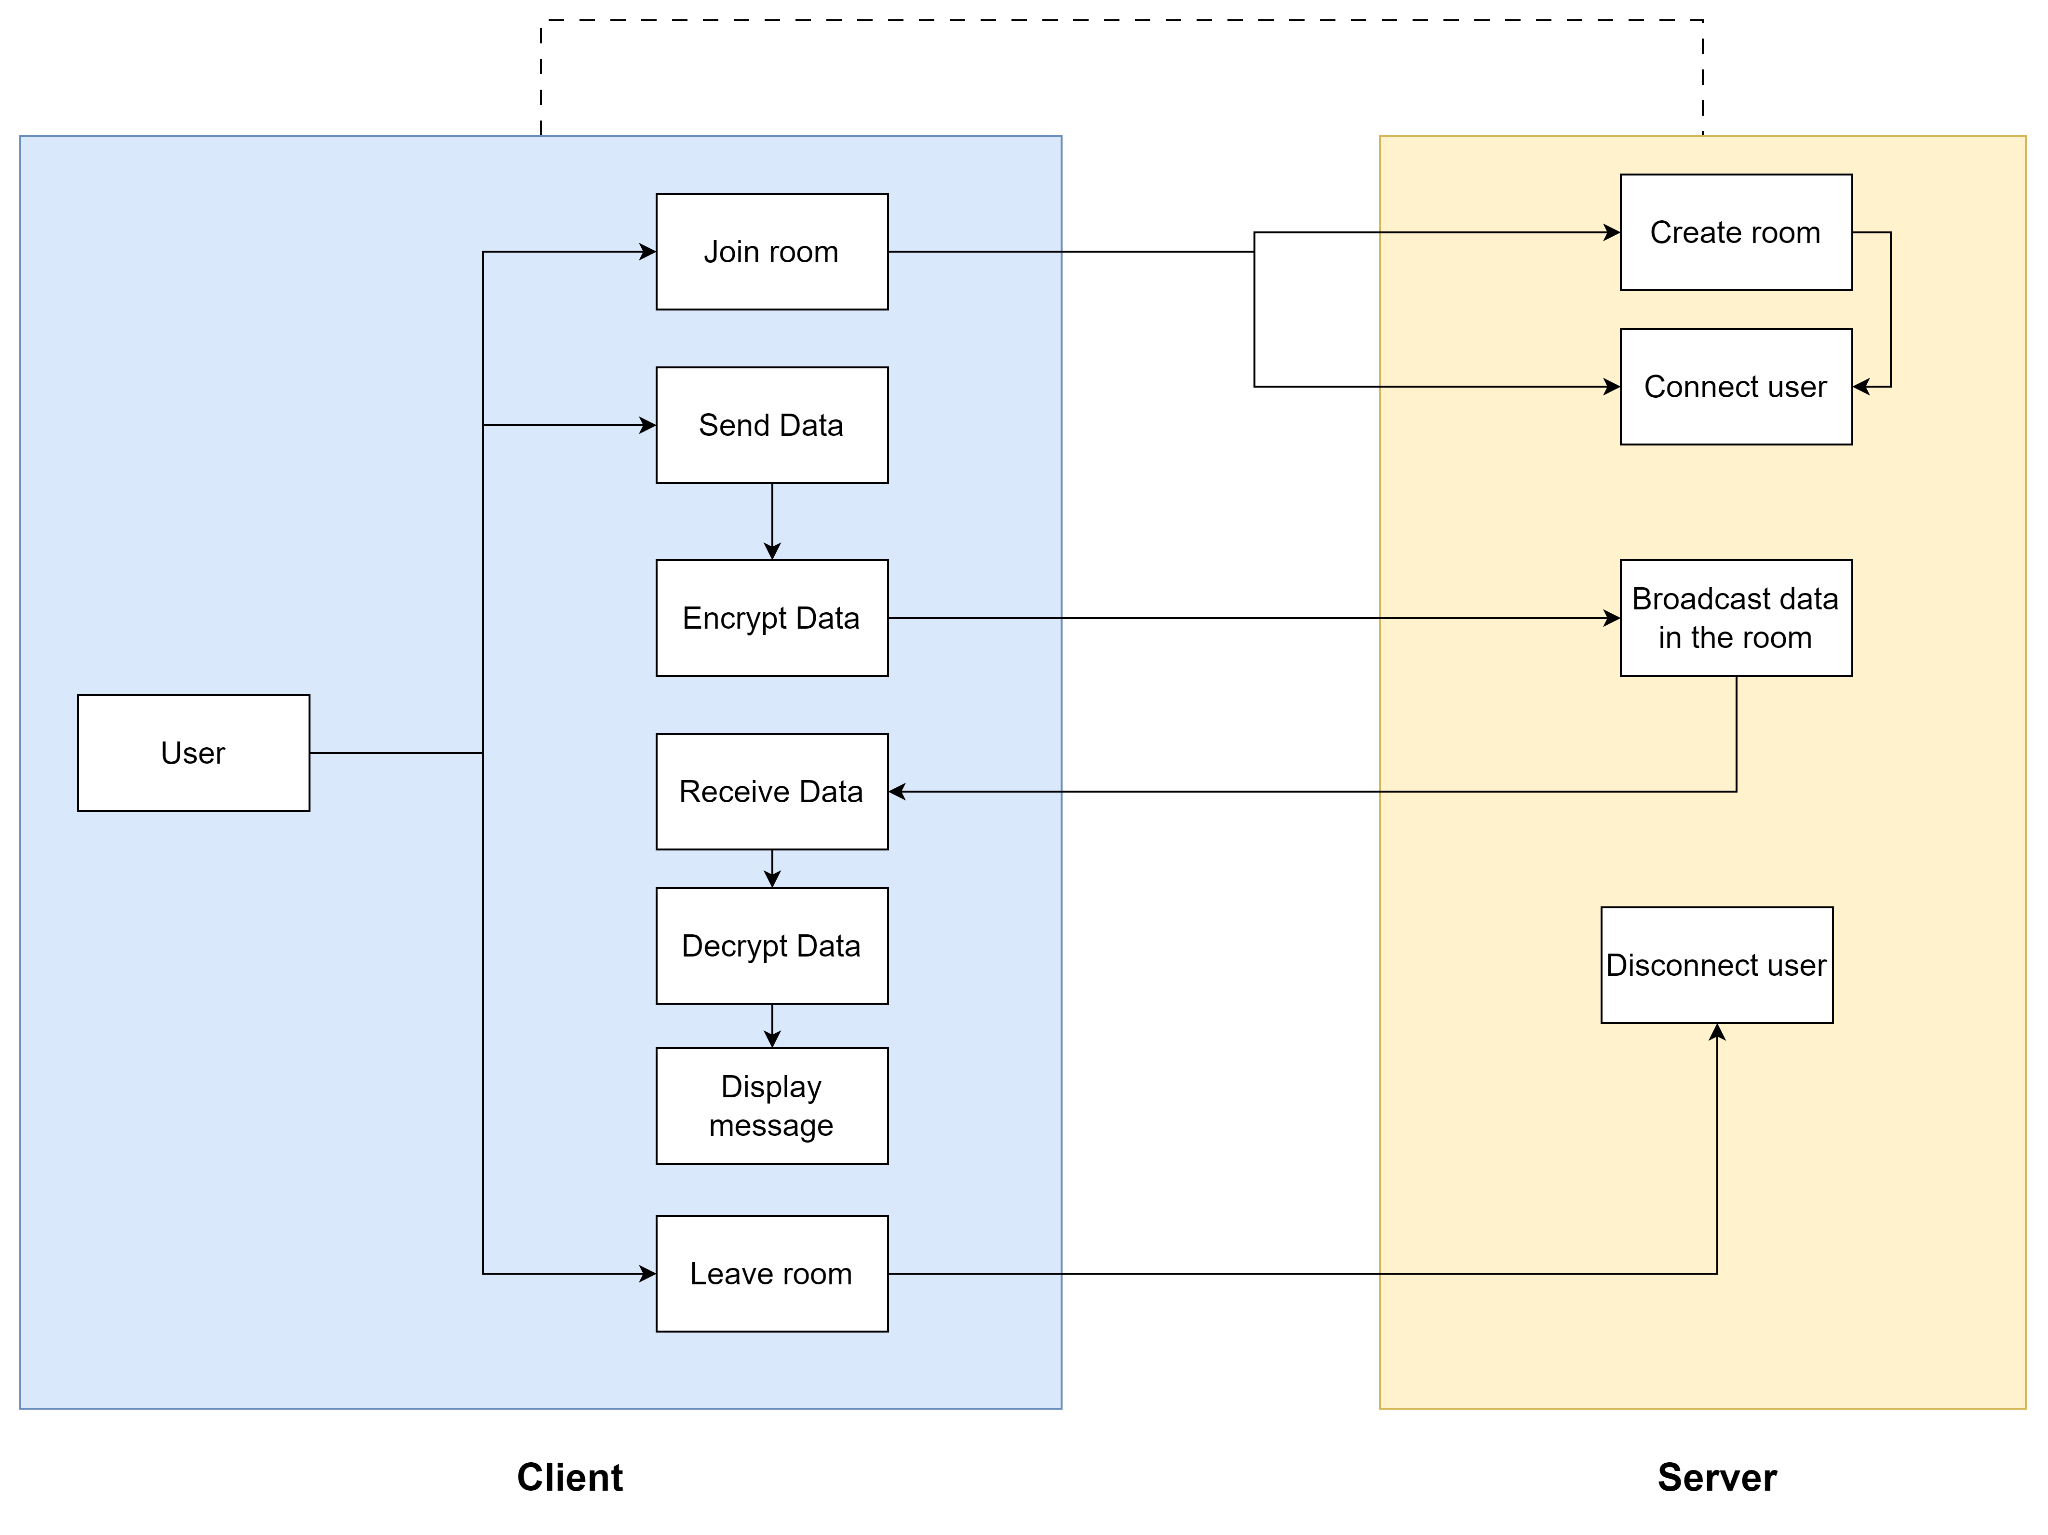 Join room
Create room
Connect user
Send Data
Encrypt Data
Broadcast data
in the room
User
Receive Data
Decrypt Data
Disconnect user
Display
message
Leave room
Client
Server